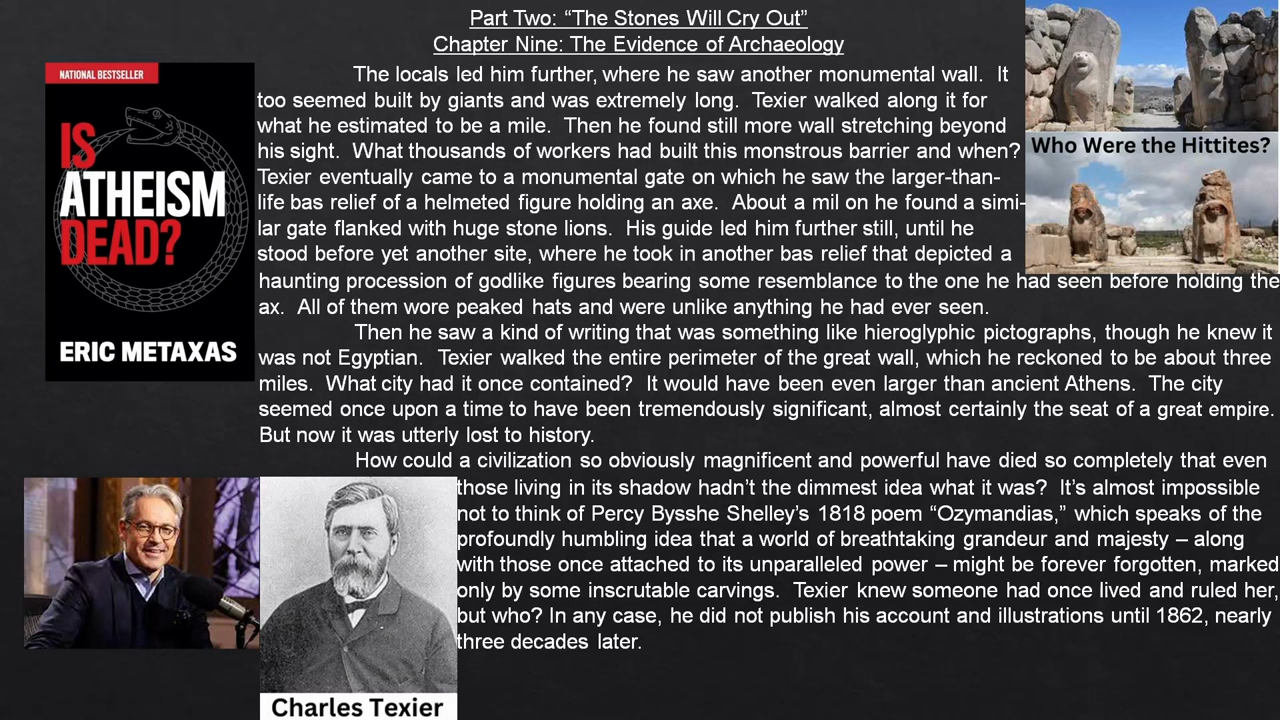 Part Two: “The Stones Will Cry Out”
Chapter Nine: The Evidence of Archaeology
NATIONAL BESTSELLER
IS
ATHEISM
DEAD?
ERIC METAXAS
The locals led him further, where he saw another monumental wall. It
too seemed built by giants and was extremely long. Texier walked along it for
what he estimated to be a mile. Then he found still more wall stretching beyond
his sight. What thousands of workers had built this monstrous barrier and when?
Texier eventually came to a monumental gate on which he saw the larger-than-
life bas relief of a helmeted figure holding an axe. About a mil on he found a simi-
lar gate flanked with huge stone lions. His guide led him further still, until he
stood before yet another site, where he took in another bas relief that depicted a
haunting procession of godlike figures bearing some resemblance to the one he had seen before holding the
ax. All of them wore peaked hats and were unlike anything he had ever seen.
Then he saw a kind of writing that was something like hieroglyphic pictographs, though he knew it
was not Egyptian. Texier walked the entire perimeter of the great wall, which he reckoned to be about three
miles. What city had it once contained? It would have been even larger than ancient Athens. The city
seemed once upon a time to have been tremendously significant, almost certainly the seat of a great empire.
But now it was utterly lost to history.
How could a civilization so obviously magnificent and powerful have died so completely that even
those living in its shadow hadn’t the dimmest idea what it was? It’s almost impossible
not to think of Percy Bysshe Shelley’s 1818 poem “Ozymandias,” which speaks of the
profoundly humbling idea that a world of breathtaking grandeur and majesty – along
with those once attached to its unparalleled power – might be forever forgotten, marked
only by some inscrutable carvings. Texier knew someone had once lived and ruled her,
but who? In any case, he did not publish his account and illustrations until 1862, nearly
three decades later.
Who Were the Hittites?
Charles Texier